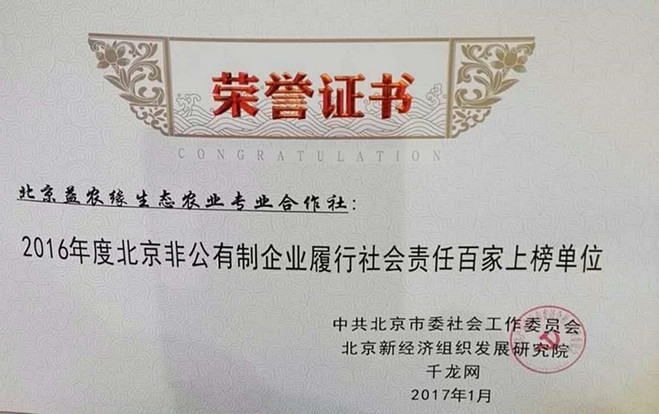 荣誉证书
CONGRATULATION
北京益农缘生态农业专业合作社:
2016年度北京非公有制企业履行社会责任百家上榜单位
中共北京市委社会工作委员会
北京新经济组织发展研究院
千龙网
2017年1月